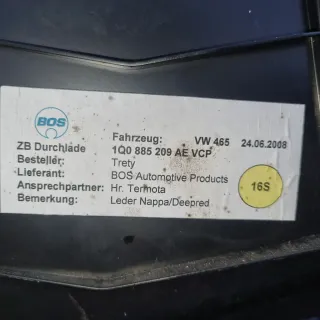 BOS
Fahrzeug: VW 465 24.06.2008
ZB Durchlade 1Q0 885 209 AE VCP
Besteller: Trety
Lieferant: BOS Automotive Products
Ansprechpartner: Hr. Termota
Bemerkung: Leder Nappa/Deepred
16S